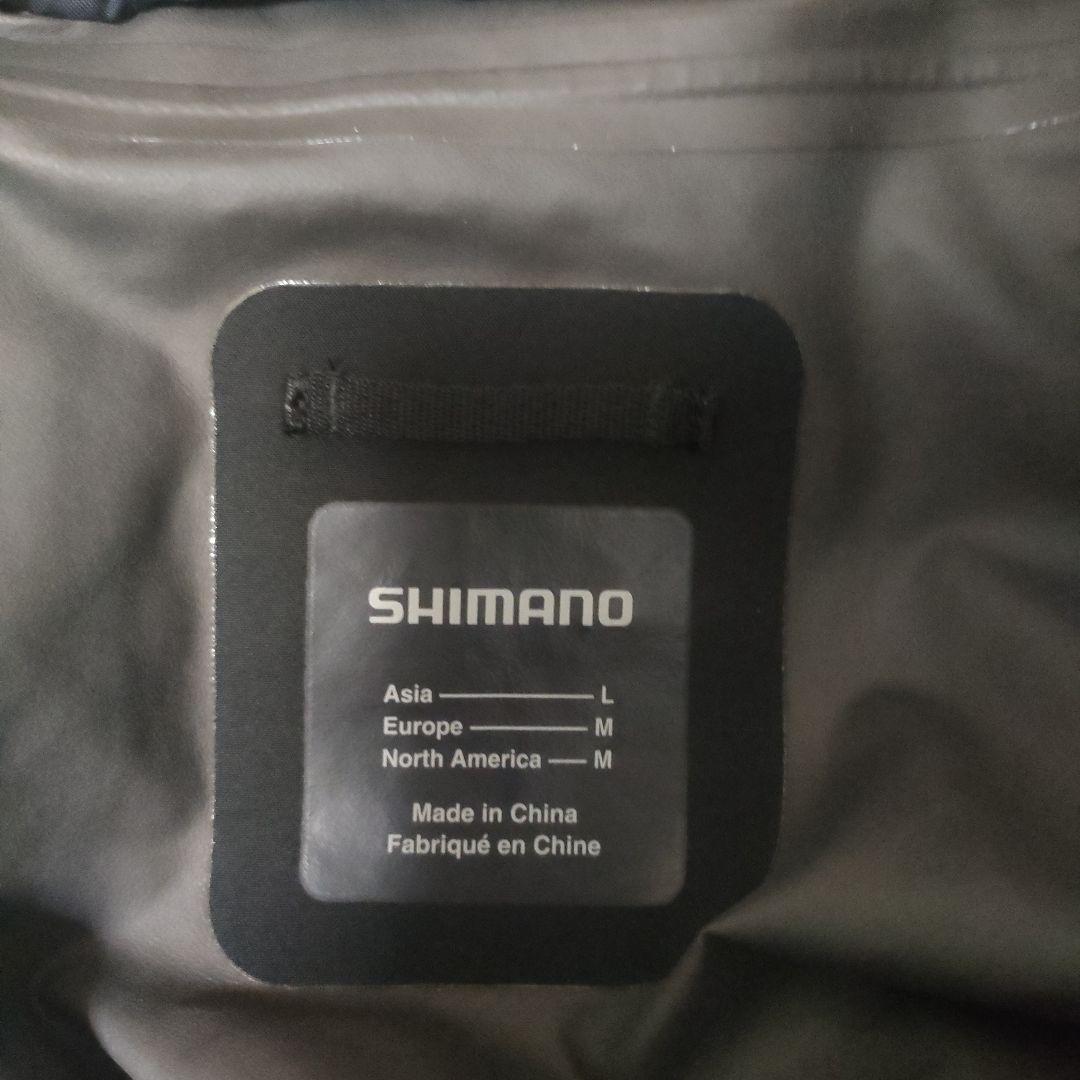 SHIMANO
Asia L
Europe M
North America M
Made in China
Fabriqué en Chine